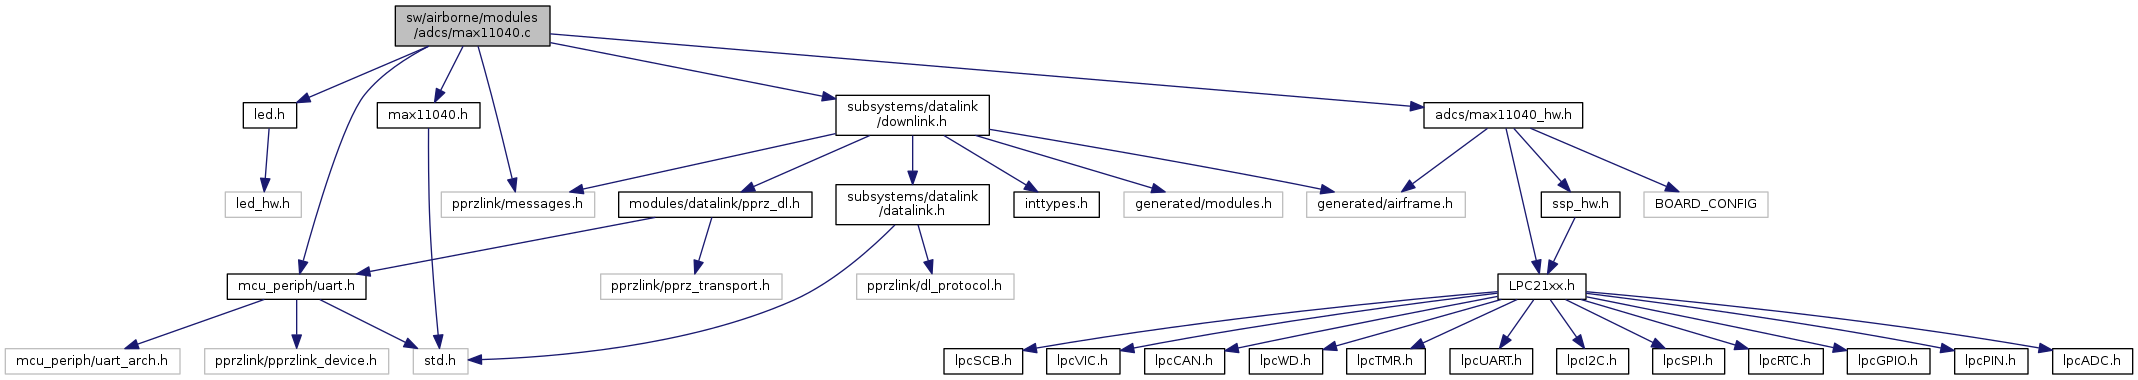 sw/airborne/modules
/adcs/max11040.c
led.h
max11040.h
subsystems/datalink
/downlink.h
adcs/max11040_hw.h
led_hw.h
pprzlink/messages.h
modules/datalink/pprz_dl.h
subsystems/datalink
/datalink.h
inttypes.h
generated/modules.h
generated/airframe.h
ssp_hw.h
BOARD_CONFIG
mcu_periph/uart.h
pprzlink/pprz_transport.h
pprzlink/dl_protocol.h
LPC21xx.h
mcu_periph/uart_arch.h
pprzlink/pprzlink_device.h
std.h
lpcSCB.h
lpcVIC.h
lpcCAN.h
lpcWD.h
lpcTMR.h
lpcUART.h
lpcI2C.h
lpcSPI.h
lpcRTC.h
lpcGPIO.h
lpcPIN.h
lpcADC.h